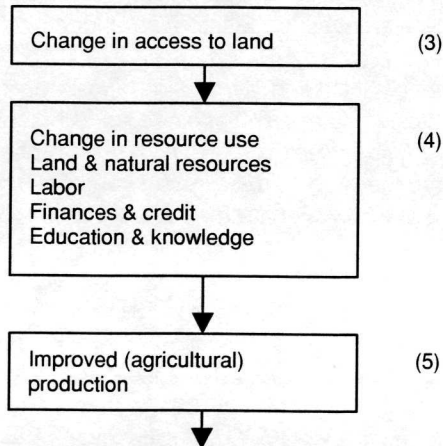 Change in access to land (3)
Change in resource use (4)
Land & natural resources
Labor
Finances & credit
Education & knowledge
Improved (agricultural) (5)
production